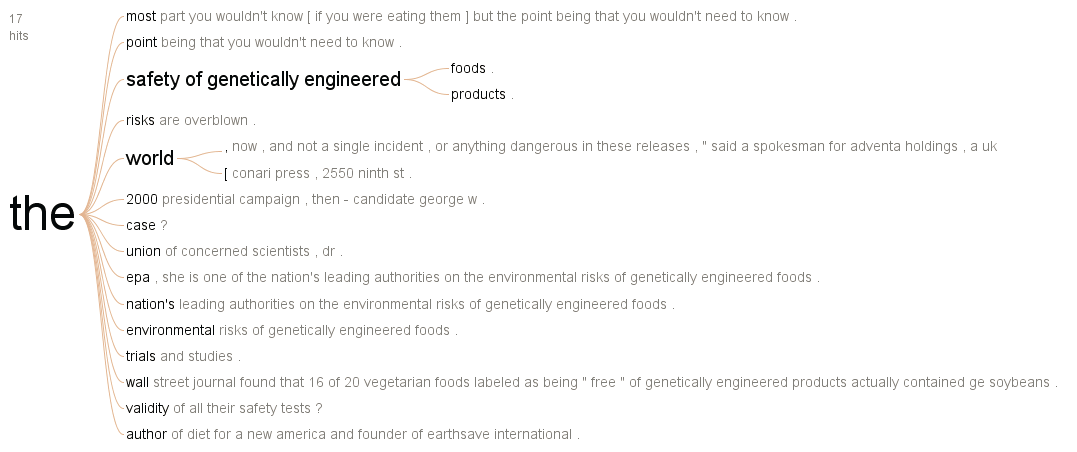 17
hits
most part you wouldn't know [ if you were eating them ] but the point being that you wouldn't need to know .
point being that you wouldn't need to know .
safety of genetically engineered
foods .
products .
risks are overblown .
world
, now , and not a single incident , or anything dangerous in these releases , " said a spokesman for adventa holdings , a uk
[ conari press , 2550 ninth st .
the
2000 presidential campaign , then - candidate george w .
case ?
union of concerned scientists , dr .
epa , she is one of the nation's leading authorities on the environmental risks of genetically engineered foods .
nation's leading authorities on the environmental risks of genetically engineered foods .
environmental risks of genetically engineered foods .
trials and studies .
wall street journal found that 16 of 20 vegetarian foods labeled as being " free " of genetically engineered products actually contained ge soybeans .
validity of all their safety tests ?
author of diet for a new america and founder of earthsave international .